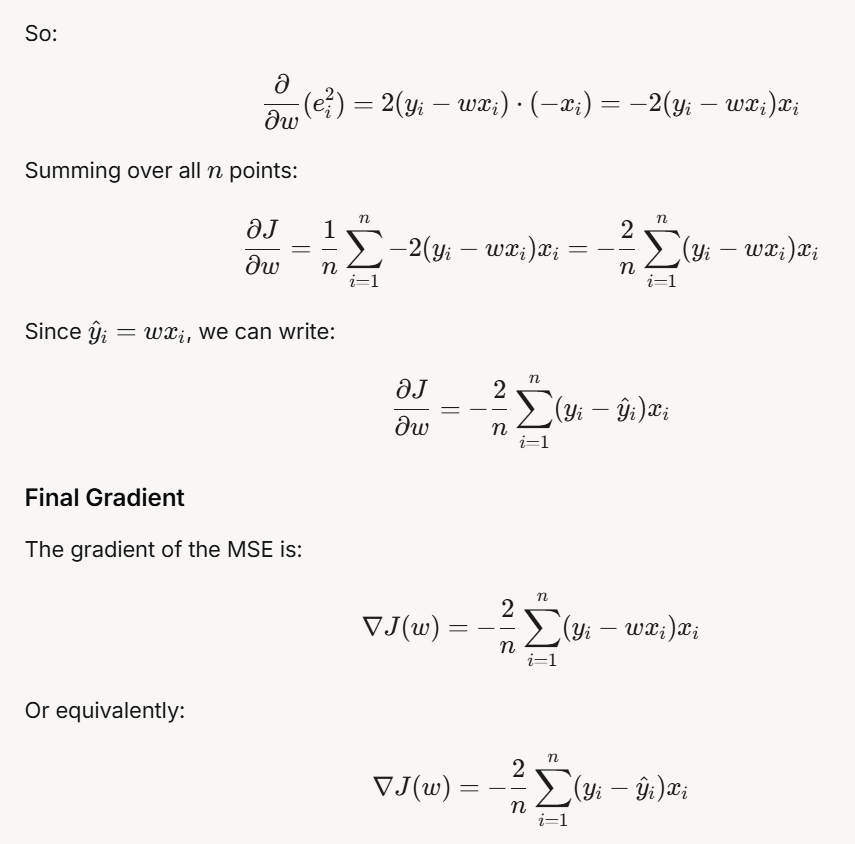 So:
$$\frac{\partial}{\partial w}(e_i^2) = 2(y_i - wx_i) \cdot (-x_i) = -2(y_i - wx_i)x_i$$
Summing over all $n$ points:
$$\frac{\partial J}{\partial w} = \frac{1}{n} \sum_{i=1}^{n} -2(y_i - wx_i)x_i = -\frac{2}{n} \sum_{i=1}^{n} (y_i - wx_i)x_i$$
Since $\hat{y}_i = wx_i$, we can write:
$$\frac{\partial J}{\partial w} = -\frac{2}{n} \sum_{i=1}^{n} (y_i - \hat{y}_i)x_i$$
Final Gradient
The gradient of the MSE is:
$$\nabla J(w) = -\frac{2}{n} \sum_{i=1}^{n} (y_i - wx_i)x_i$$
Or equivalently:
$$\nabla J(w) = -\frac{2}{n} \sum_{i=1}^{n} (y_i - \hat{y}_i)x_i$$